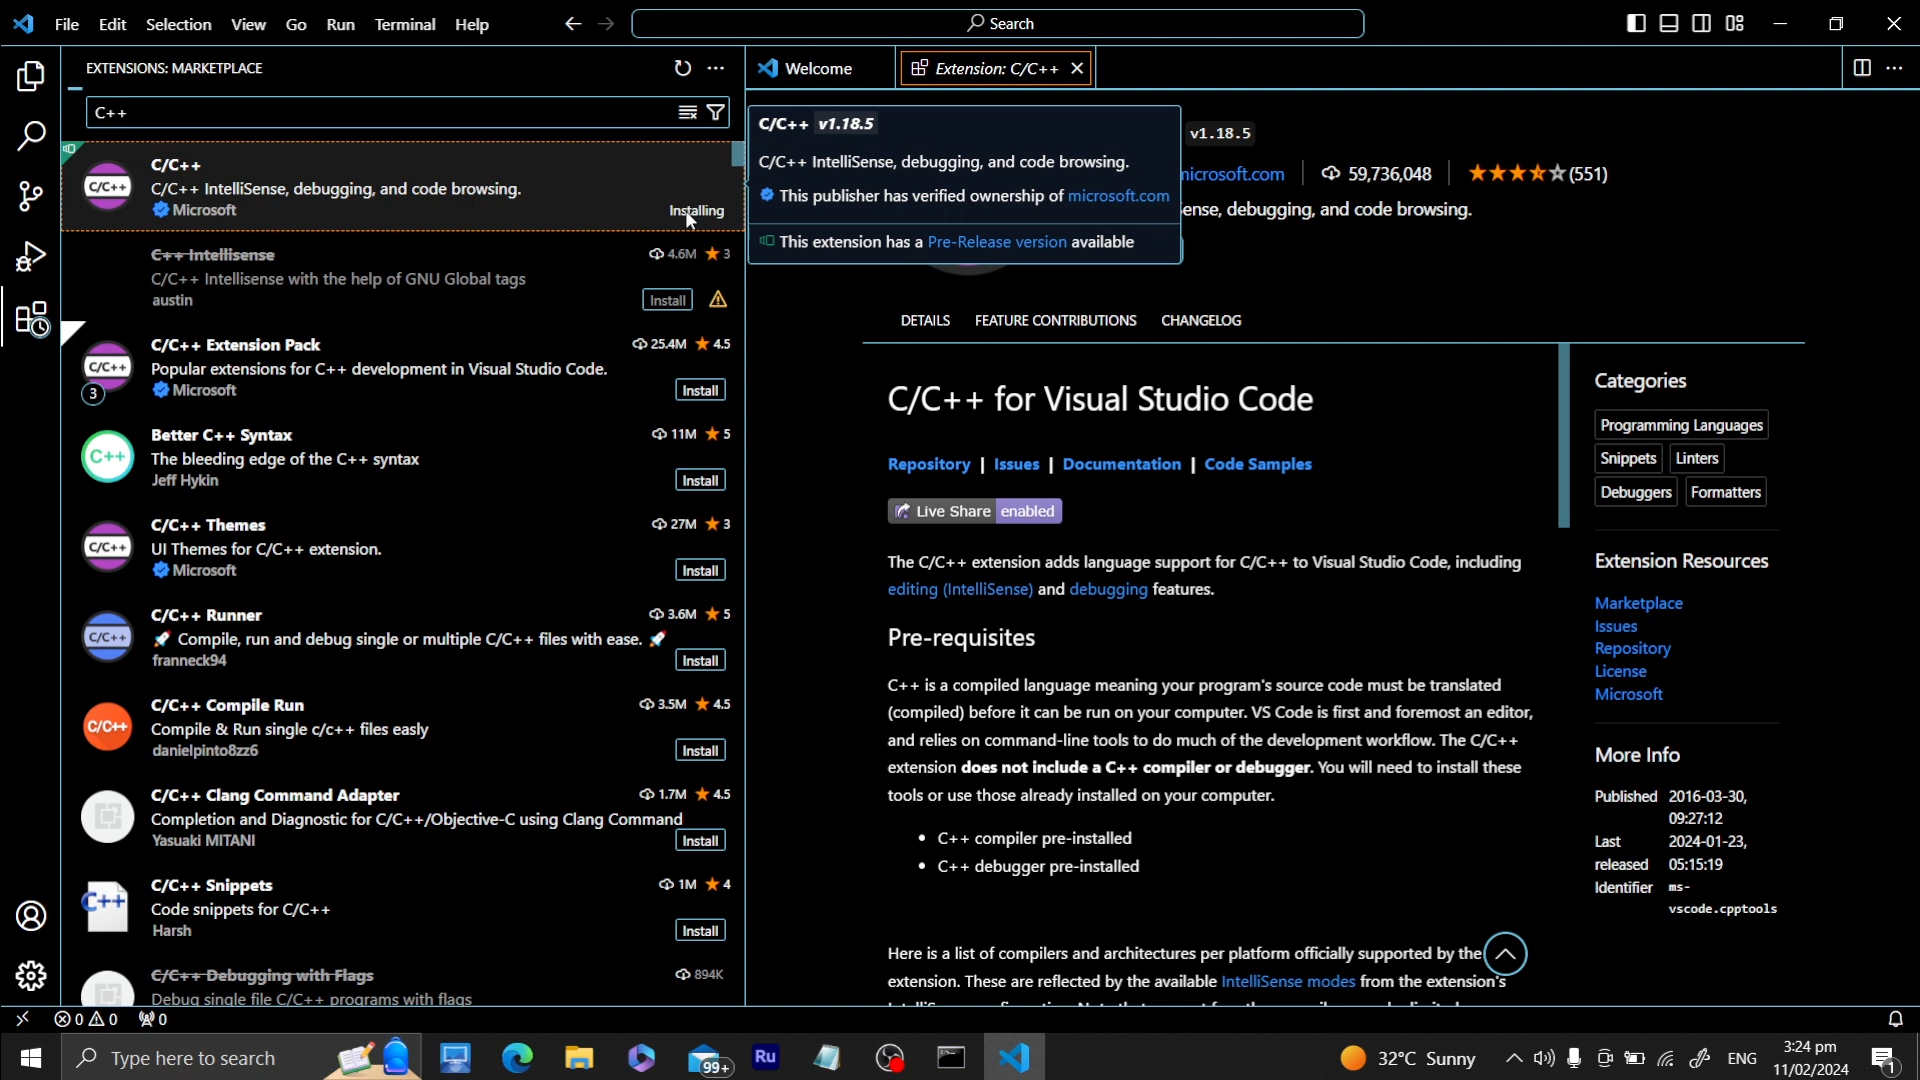 File Edit Selection View Go Run Terminal Help
Search
EXTENSIONS: MARKETPLACE
C++
C/C++
C/C++ C/C++ IntelliSense, debugging, and code browsing.
Microsoft
Installing
C++ Intellisense 4.6M 3
C/C++ Intellisense with the help of GNU Global tags
austin Install
C/C++ Extension Pack 25.4M 4.5
C/C++ Popular extensions for C++ development in Visual Studio Code.
3 Microsoft Install
Better C++ Syntax 11M 5
C++ The bleeding edge of the C++ syntax
Jeff Hykin Install
C/C++ Themes 27M 3
C/C++ UI Themes for C/C++ extension.
Microsoft Install
C/C++ Runner 3.6M 5
C/C++ 🚀 Compile, run and debug single or multiple C/C++ files with ease. 🚀
franneck94 Install
C/C++ Compile Run 3.5M 4.5
C/C++ Compile & Run single c/c++ files easily
danielpinto8zz6 Install
C/C++ Clang Command Adapter 1.7M 4.5
Completion and Diagnostic for C/C++/Objective-C using Clang Command
Yasuaki MITANI Install
C/C++ Snippets 1M 4
C++ Code snippets for C/C++
Harsh Install
C/C++ Debugging with Flags 894K
Debug single file C/C++ programs with flags
Welcome Extension: C/C++
C/C++ v1.18.5
C/C++ IntelliSense, debugging, and code browsing.
This publisher has verified ownership of microsoft.com
This extension has a Pre-Release version available
v1.18.5
microsoft.com 59,736,048 (551)
ense, debugging, and code browsing.
DETAILS FEATURE CONTRIBUTIONS CHANGELOG
C/C++ for Visual Studio Code
Repository | Issues | Documentation | Code Samples
Live Share enabled
The C/C++ extension adds language support for C/C++ to Visual Studio Code, including
editing (IntelliSense) and debugging features.
Pre-requisites
C++ is a compiled language meaning your program's source code must be translated
(compiled) before it can be run on your computer. VS Code is first and foremost an editor,
and relies on command-line tools to do much of the development workflow. The C/C++
extension does not include a C++ compiler or debugger. You will need to install these
tools or use those already installed on your computer.
• C++ compiler pre-installed
• C++ debugger pre-installed
Here is a list of compilers and architectures per platform officially supported by the
extension. These are reflected by the available IntelliSense modes from the extension's
Categories
Programming Languages
Snippets Linters
Debuggers Formatters
Extension Resources
Marketplace
Issues
Repository
License
Microsoft
More Info
Published 2016-03-30,
09:27:12
Last 2024-01-23,
released 05:15:19
Identifier ms-
vscode.cpptools
0 0 0
Type here to search
99+ Ru
32°C Sunny
ENG
3:24 pm
11/02/2024
1